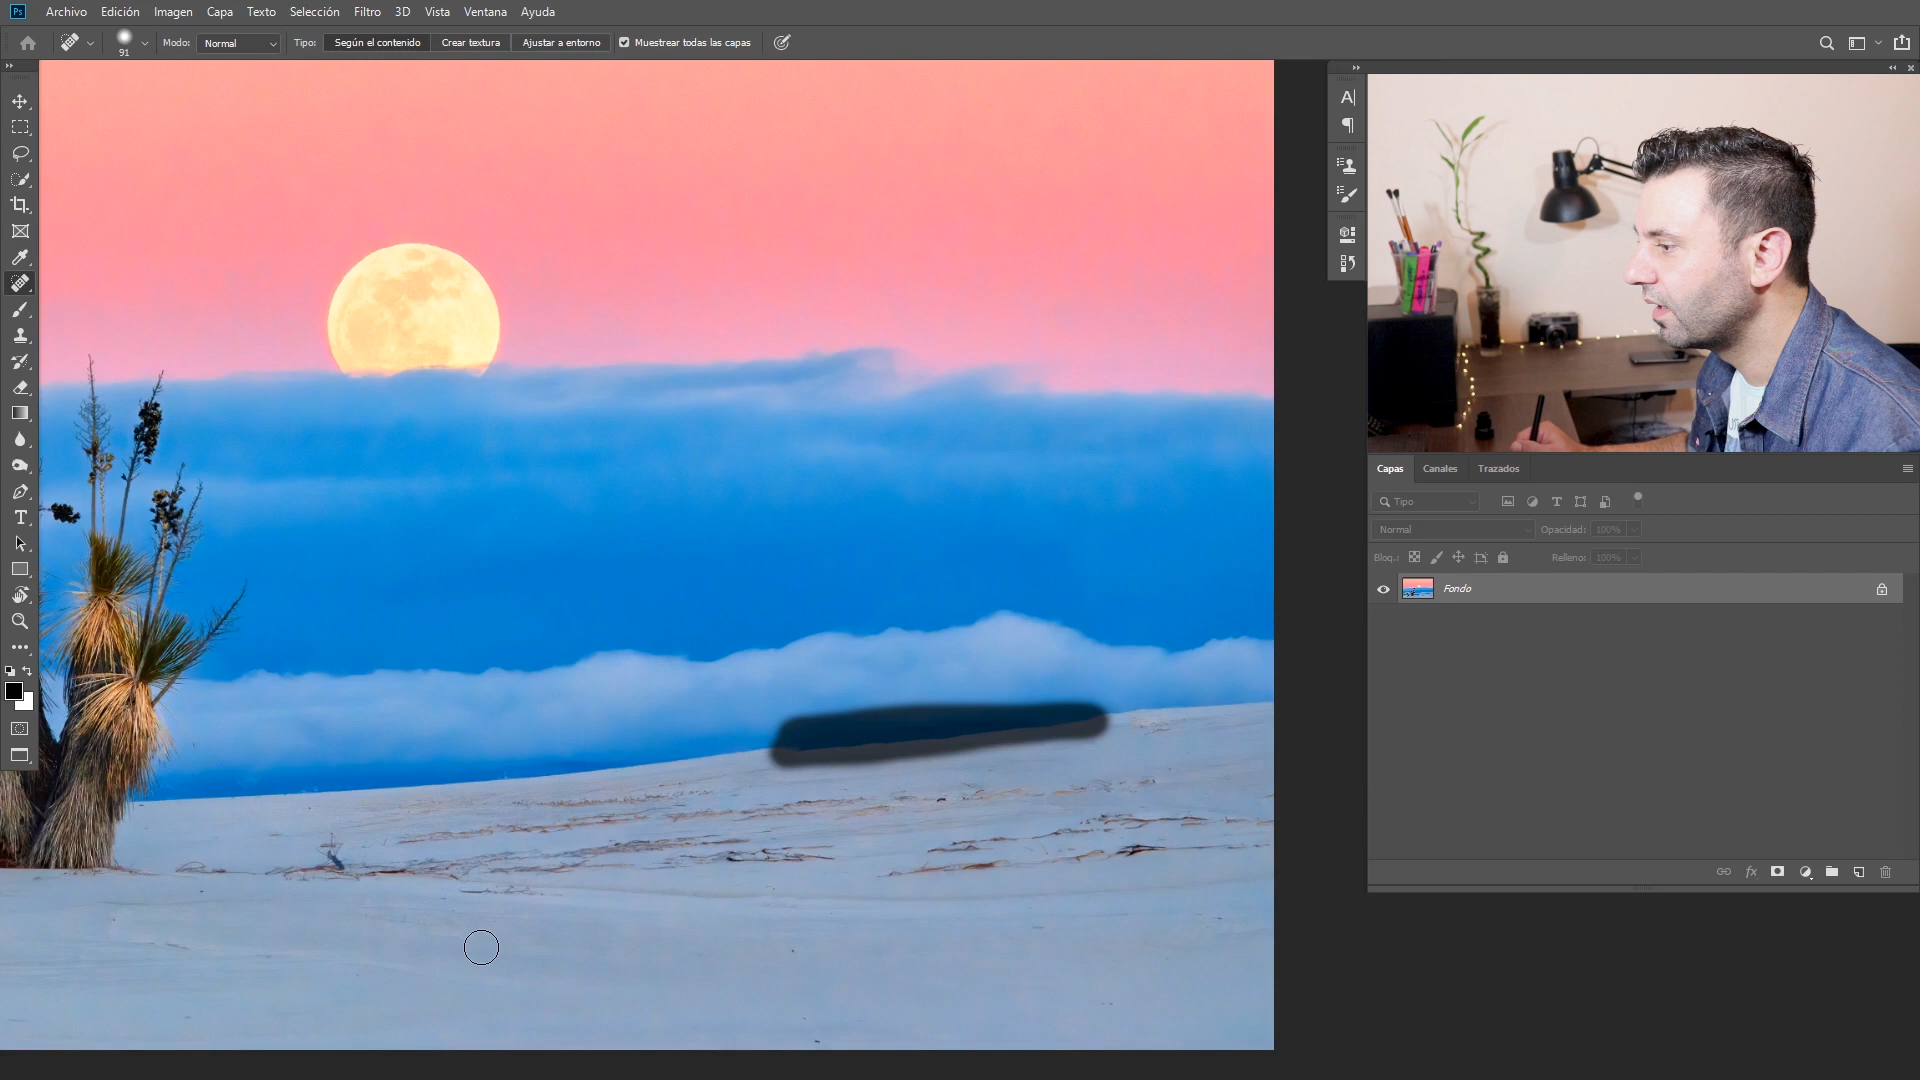 Ps Archivo Edición Imagen Capa Texto Selección Filtro 3D Vista Ventana Ayuda
91 Modo: Normal Tipo: Según el contenido Crear textura Ajustar a entorno Muestrear todas las capas
Capas Canales Trazados
Tipo
Normal Opacidad: 100%
Bloq.: Relleno: 100%
Fondo
fx